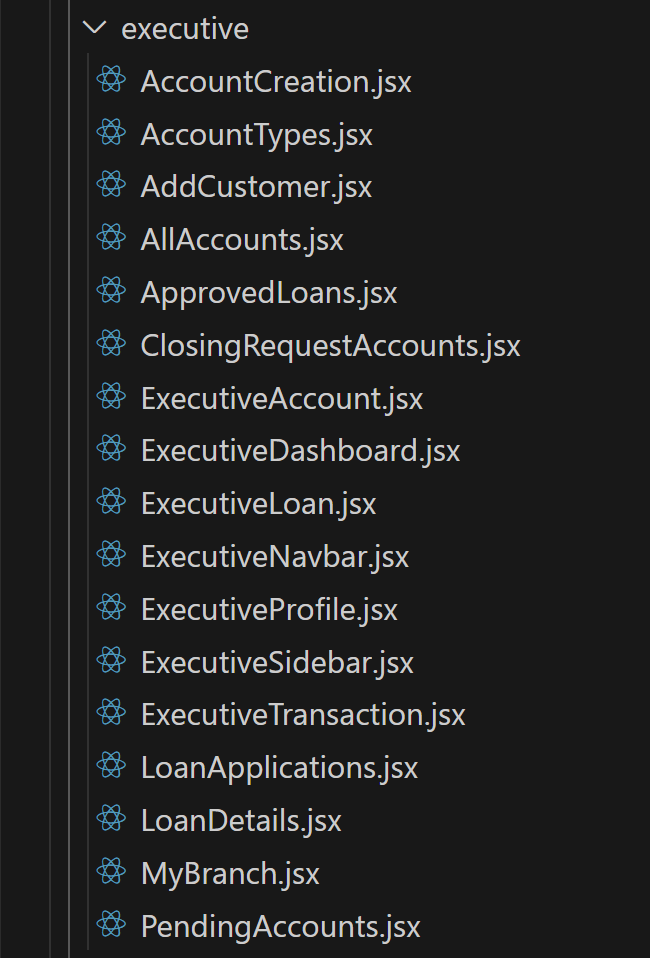 executive
AccountCreation.jsx
AccountTypes.jsx
AddCustomer.jsx
AllAccounts.jsx
ApprovedLoans.jsx
ClosingRequestAccounts.jsx
ExecutiveAccount.jsx
ExecutiveDashboard.jsx
ExecutiveLoan.jsx
ExecutiveNavbar.jsx
ExecutiveProfile.jsx
ExecutiveSidebar.jsx
ExecutiveTransaction.jsx
LoanApplications.jsx
LoanDetails.jsx
MyBranch.jsx
PendingAccounts.jsx